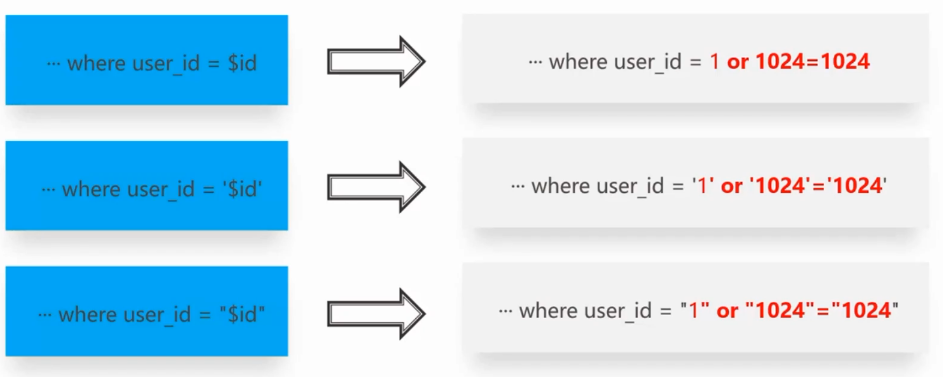 ··· where user_id = $id
··· where user_id = 1 or 1024=1024
··· where user_id = '$id'
··· where user_id = '1' or '1024'='1024'
··· where user_id = "$id"
··· where user_id = "1" or "1024"="1024"